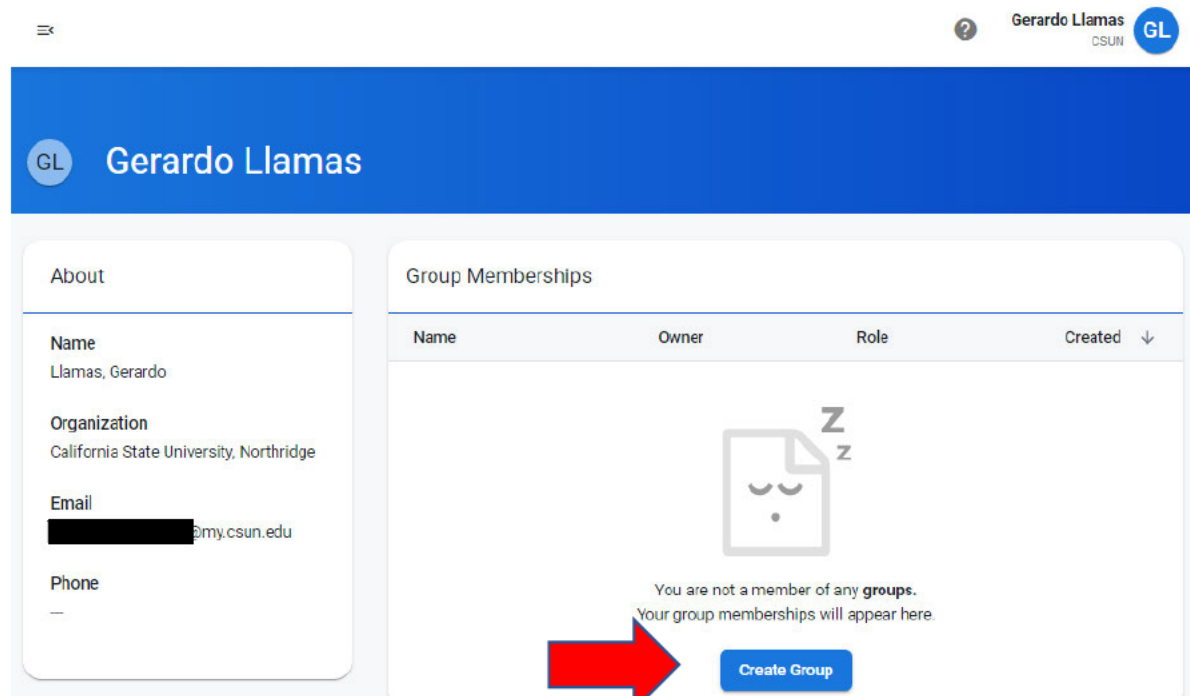 Gerardo Llamas
CSUN
GL
GL
Gerardo Llamas
About
Name
Llamas, Gerardo
Organization
California State University, Northridge
Email
@my.csun.edu
Phone
—
Group Memberships
Name Owner Role Created
Z
Z
You are not a member of any groups.
Your group memberships will appear here.
Create Group